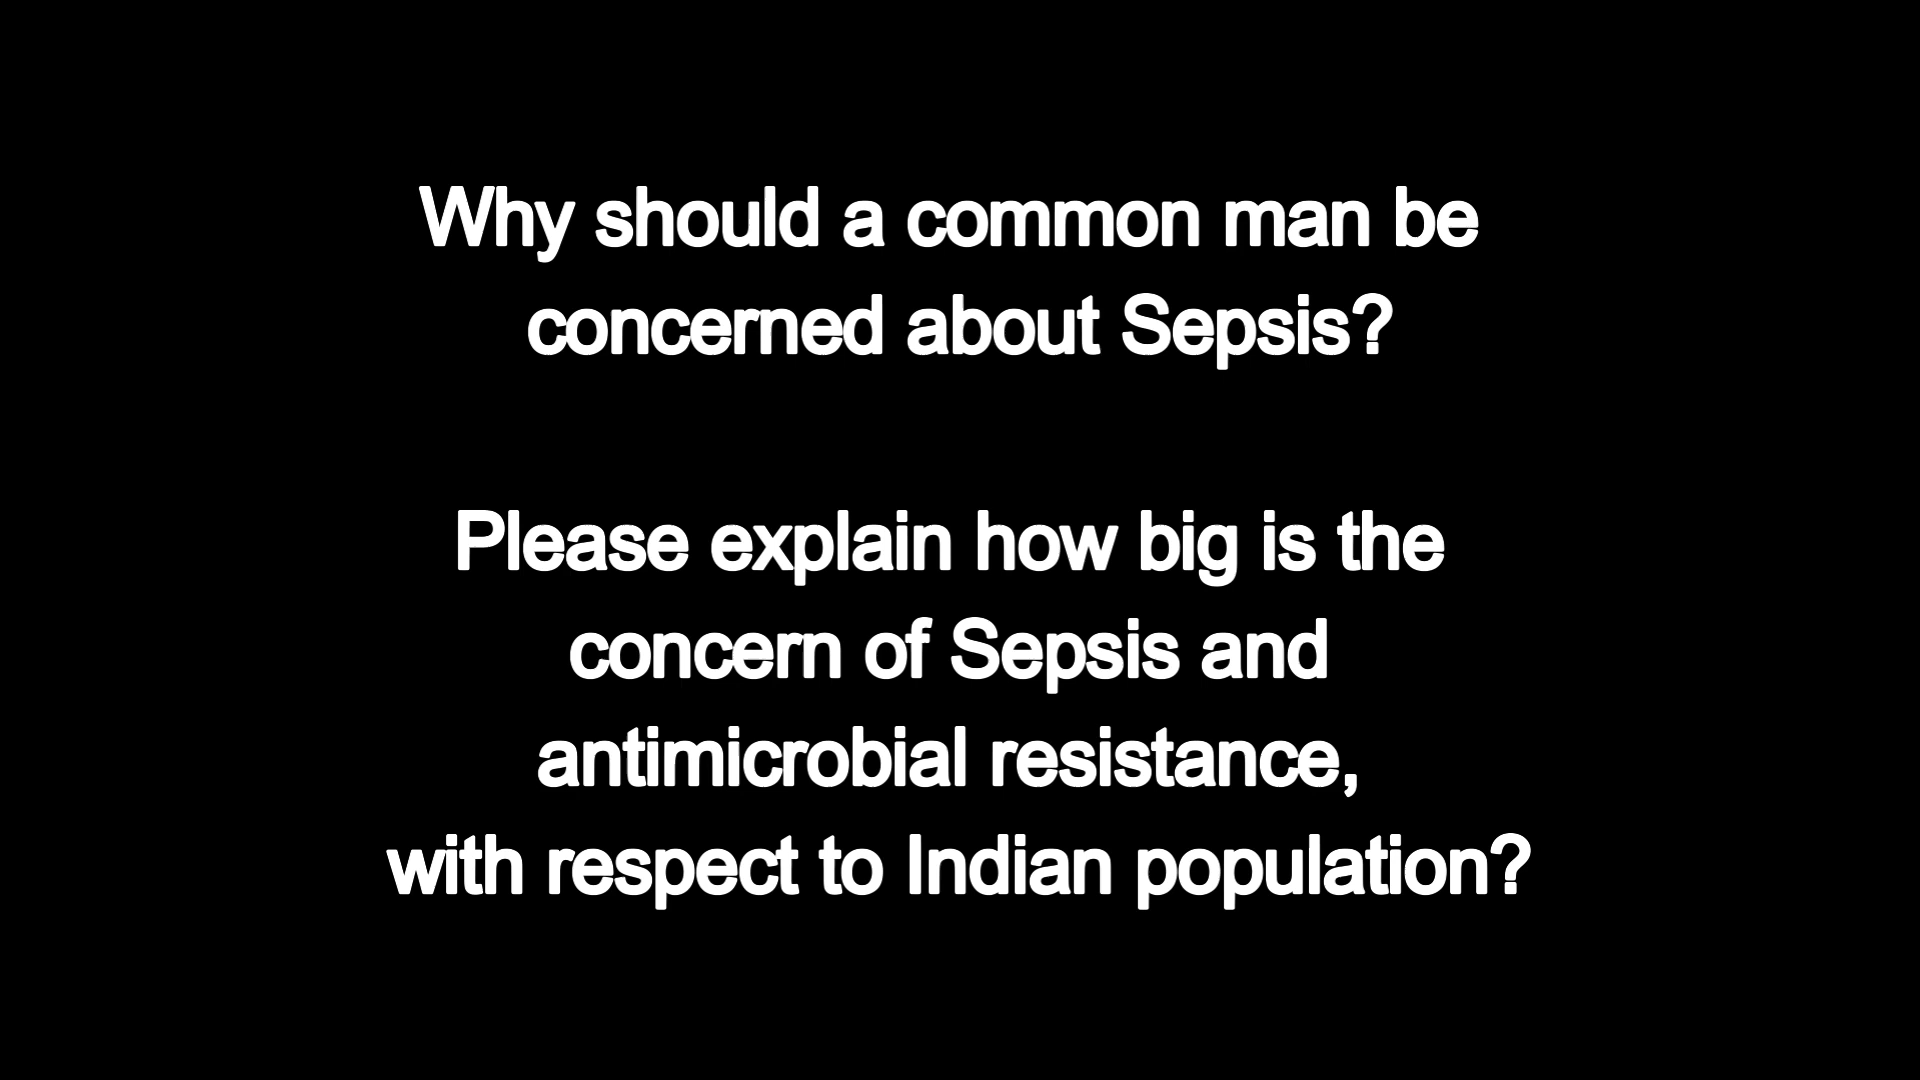 Why should a common man be
concerned about Sepsis?
Please explain how big is the
concern of Sepsis and
antimicrobial resistance,
with respect to Indian population?